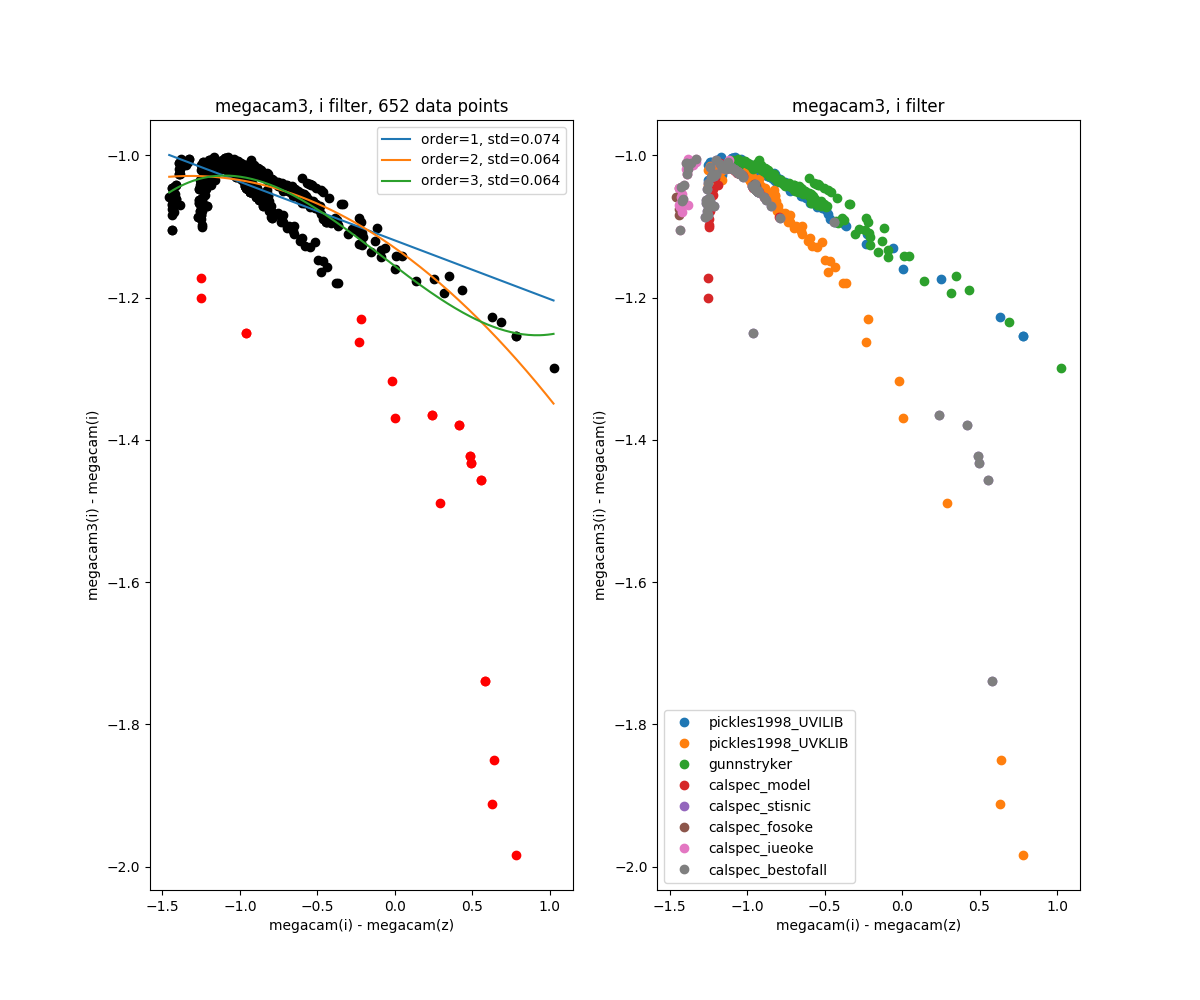 megacam3, i filter, 652 data points
order=1, std=0.074
order=2, std=0.064
order=3, std=0.064
−1.0
−1.2
−1.4
−1.6
−1.8
−2.0
megacam3(i) - megacam(i)
−1.5
−1.0
−0.5
0.0
0.5
1.0
megacam(i) - megacam(z)
megacam3, i filter
−1.0
−1.2
−1.4
−1.6
−1.8
−2.0
megacam3(i) - megacam(i)
pickles1998_UVILIB
pickles1998_UVKLIB
gunnstryker
calspec_model
calspec_stisnic
calspec_fosoke
calspec_iueoke
calspec_bestofall
−1.5
−1.0
−0.5
0.0
0.5
1.0
megacam(i) - megacam(z)